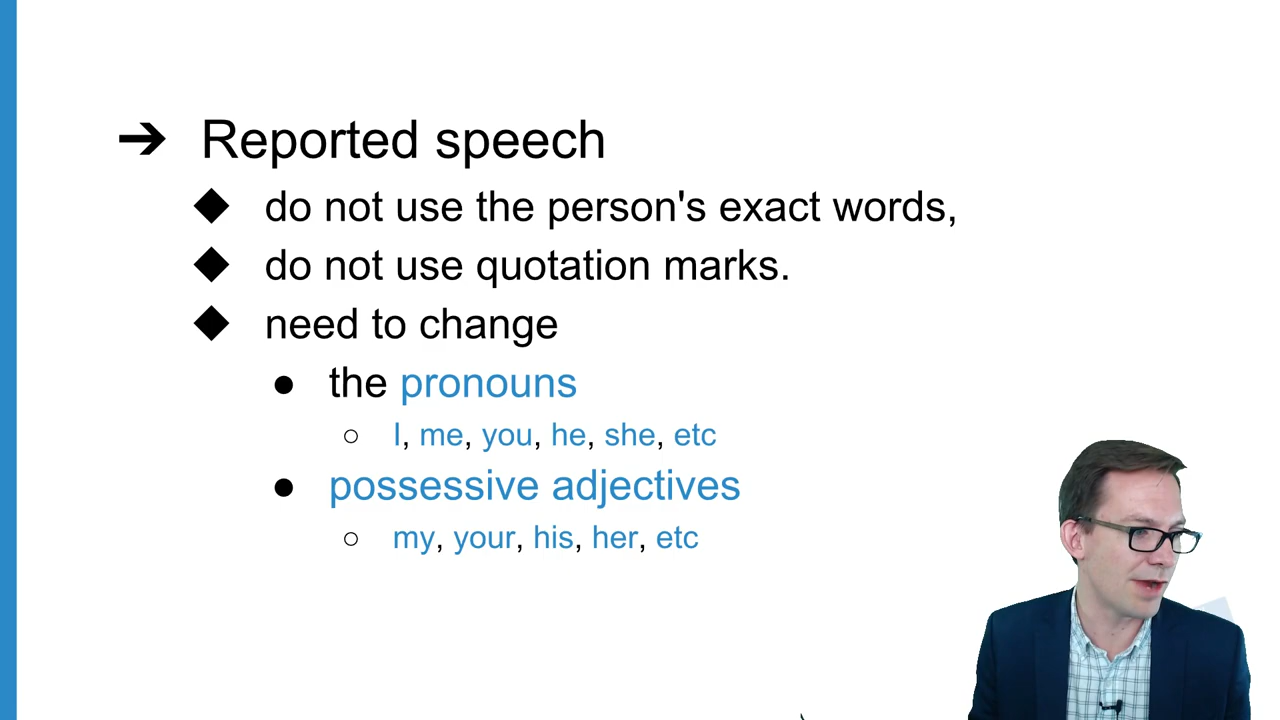 ➔ Reported speech
◆ do not use the person's exact words,
◆ do not use quotation marks.
◆ need to change
● the pronouns
○ I, me, you, he, she, etc
● possessive adjectives
○ my, your, his, her, etc